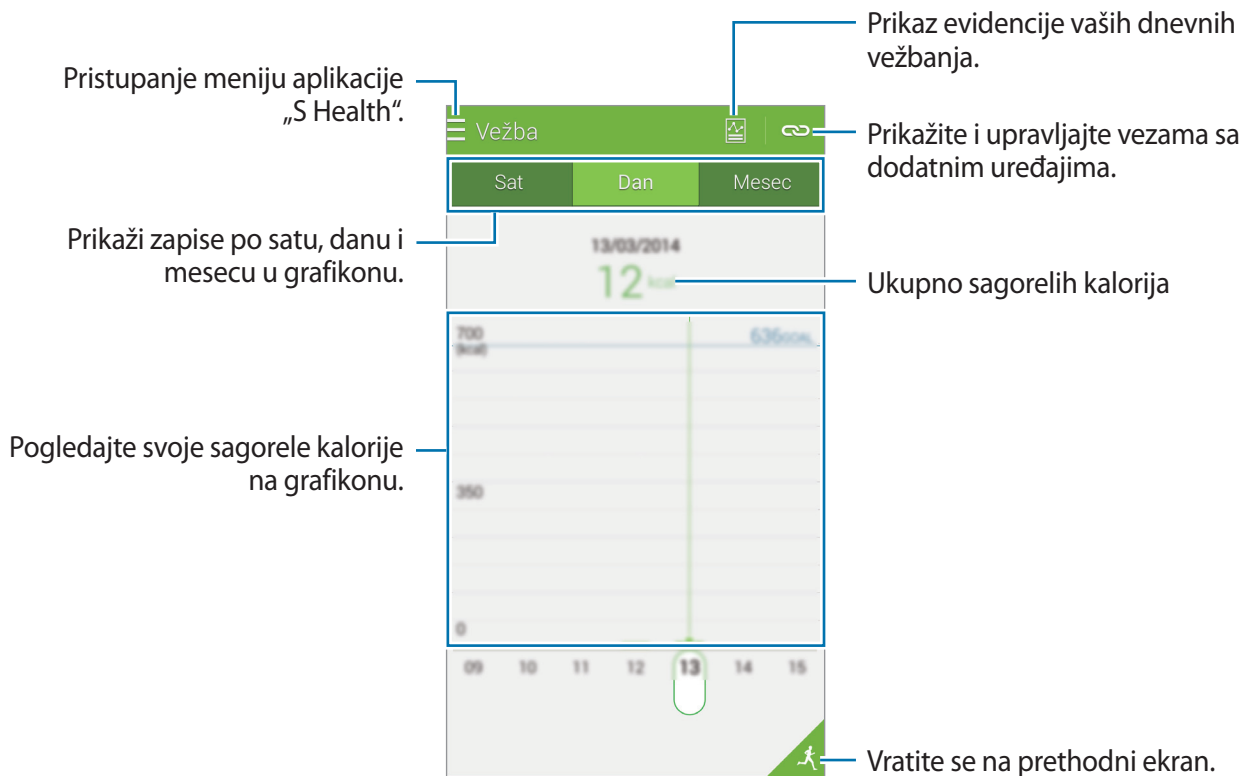 Prikaz evidencije vaših dnevnih
vežbanja.
Pristupanje meniju aplikacije
„S Health“.
Vežba
Prikažite i upravljajte vezama sa
dodatnim uređajima.
Sat Dan Mesec
Prikaži zapise po satu, danu i
mesecu u grafikonu.
13/03/2014
12 kcal
Ukupno sagorelih kalorija
700
(kcal)
636GOAL
Pogledajte svoje sagorele kalorije
na grafikonu.
350
0
09 10 11 12 13 14 15
Vratite se na prethodni ekran.